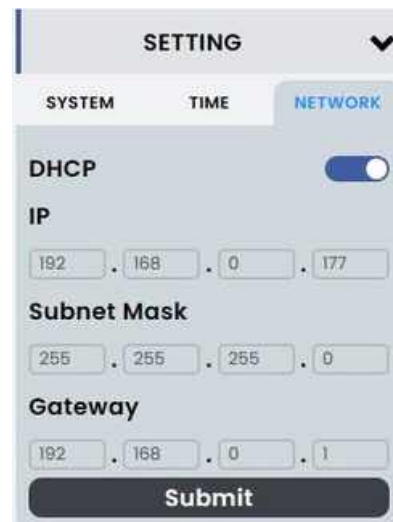 SETTING
SYSTEM TIME NETWORK
DHCP
IP
192 . 168 . 0 . 177
Subnet Mask
255 . 255 . 255 . 0
Gateway
192 . 168 . 0 . 1
Submit